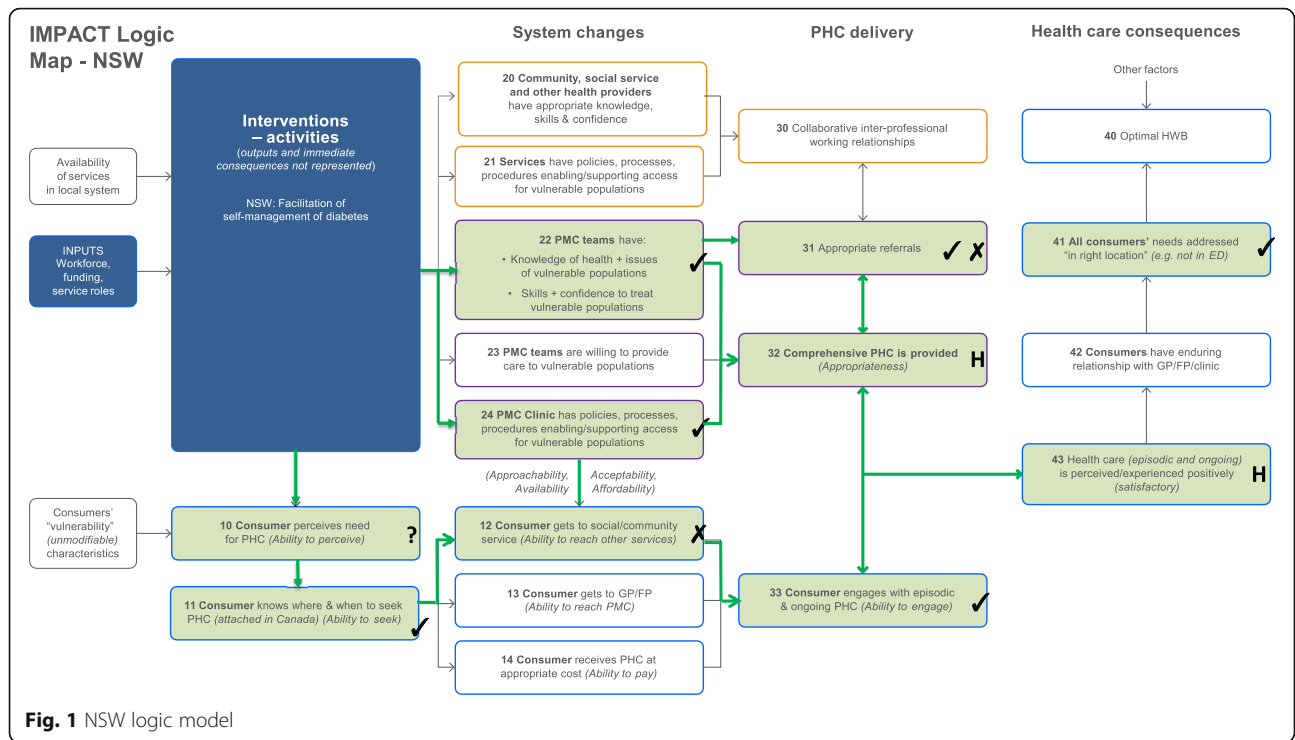 IMPACT Logic
Map - NSW
System changes
PHC delivery
Health care consequences
Availability
of services
in local system
INPUTS
Workforce,
funding,
service roles
Consumers'
"vulnerability"
(unmodifiable)
characteristics
Interventions
– activities
(outputs and immediate
consequences not represented)
NSW: Facilitation of
self-management of diabetes
10 Consumer perceives need
for PHC (Ability to perceive)
?
11 Consumer knows where & when to seek
PHC (attached in Canada) (Ability to seek)
✓
20 Community, social service
and other health providers
have appropriate knowledge,
skills & confidence
21 Services have policies, processes,
procedures enabling/supporting access
for vulnerable populations
22 PMC teams have:
• Knowledge of health + issues
of vulnerable populations
• Skills + confidence to treat
vulnerable populations
✓
23 PMC teams are willing to provide
care to vulnerable populations
24 PMC Clinic has policies, processes,
procedures enabling/supporting access
for vulnerable populations
✓
(Approachability, Acceptability,
Availability Affordability)
12 Consumer gets to social/community
service (Ability to reach other services)
✗
13 Consumer gets to GP/FP
(Ability to reach PMC)
14 Consumer receives PHC at
appropriate cost (Ability to pay)
30 Collaborative inter-professional
working relationships
31 Appropriate referrals
✓ ✗
32 Comprehensive PHC is provided
(Appropriateness)
H
33 Consumer engages with episodic
& ongoing PHC (Ability to engage)
✓
Other factors
40 Optimal HWB
41 All consumers' needs addressed
"in right location" (e.g. not in ED)
✓
42 Consumers have enduring
relationship with GP/FP/clinic
43 Health care (episodic and ongoing)
is perceived/experienced positively
(satisfactory)
H
Fig. 1 NSW logic model